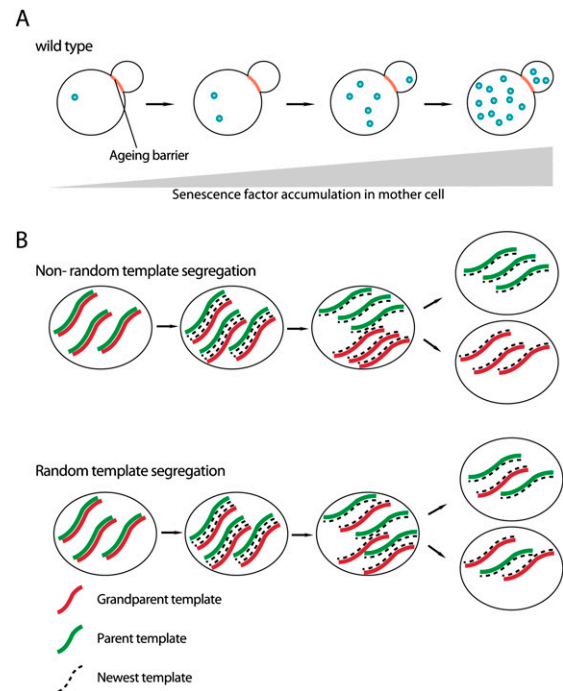 A
wild type
Ageing barrier
Senescence factor accumulation in mother cell
B
Non- random template segregation
Random template segregation
Grandparent template
Parent template
Newest template